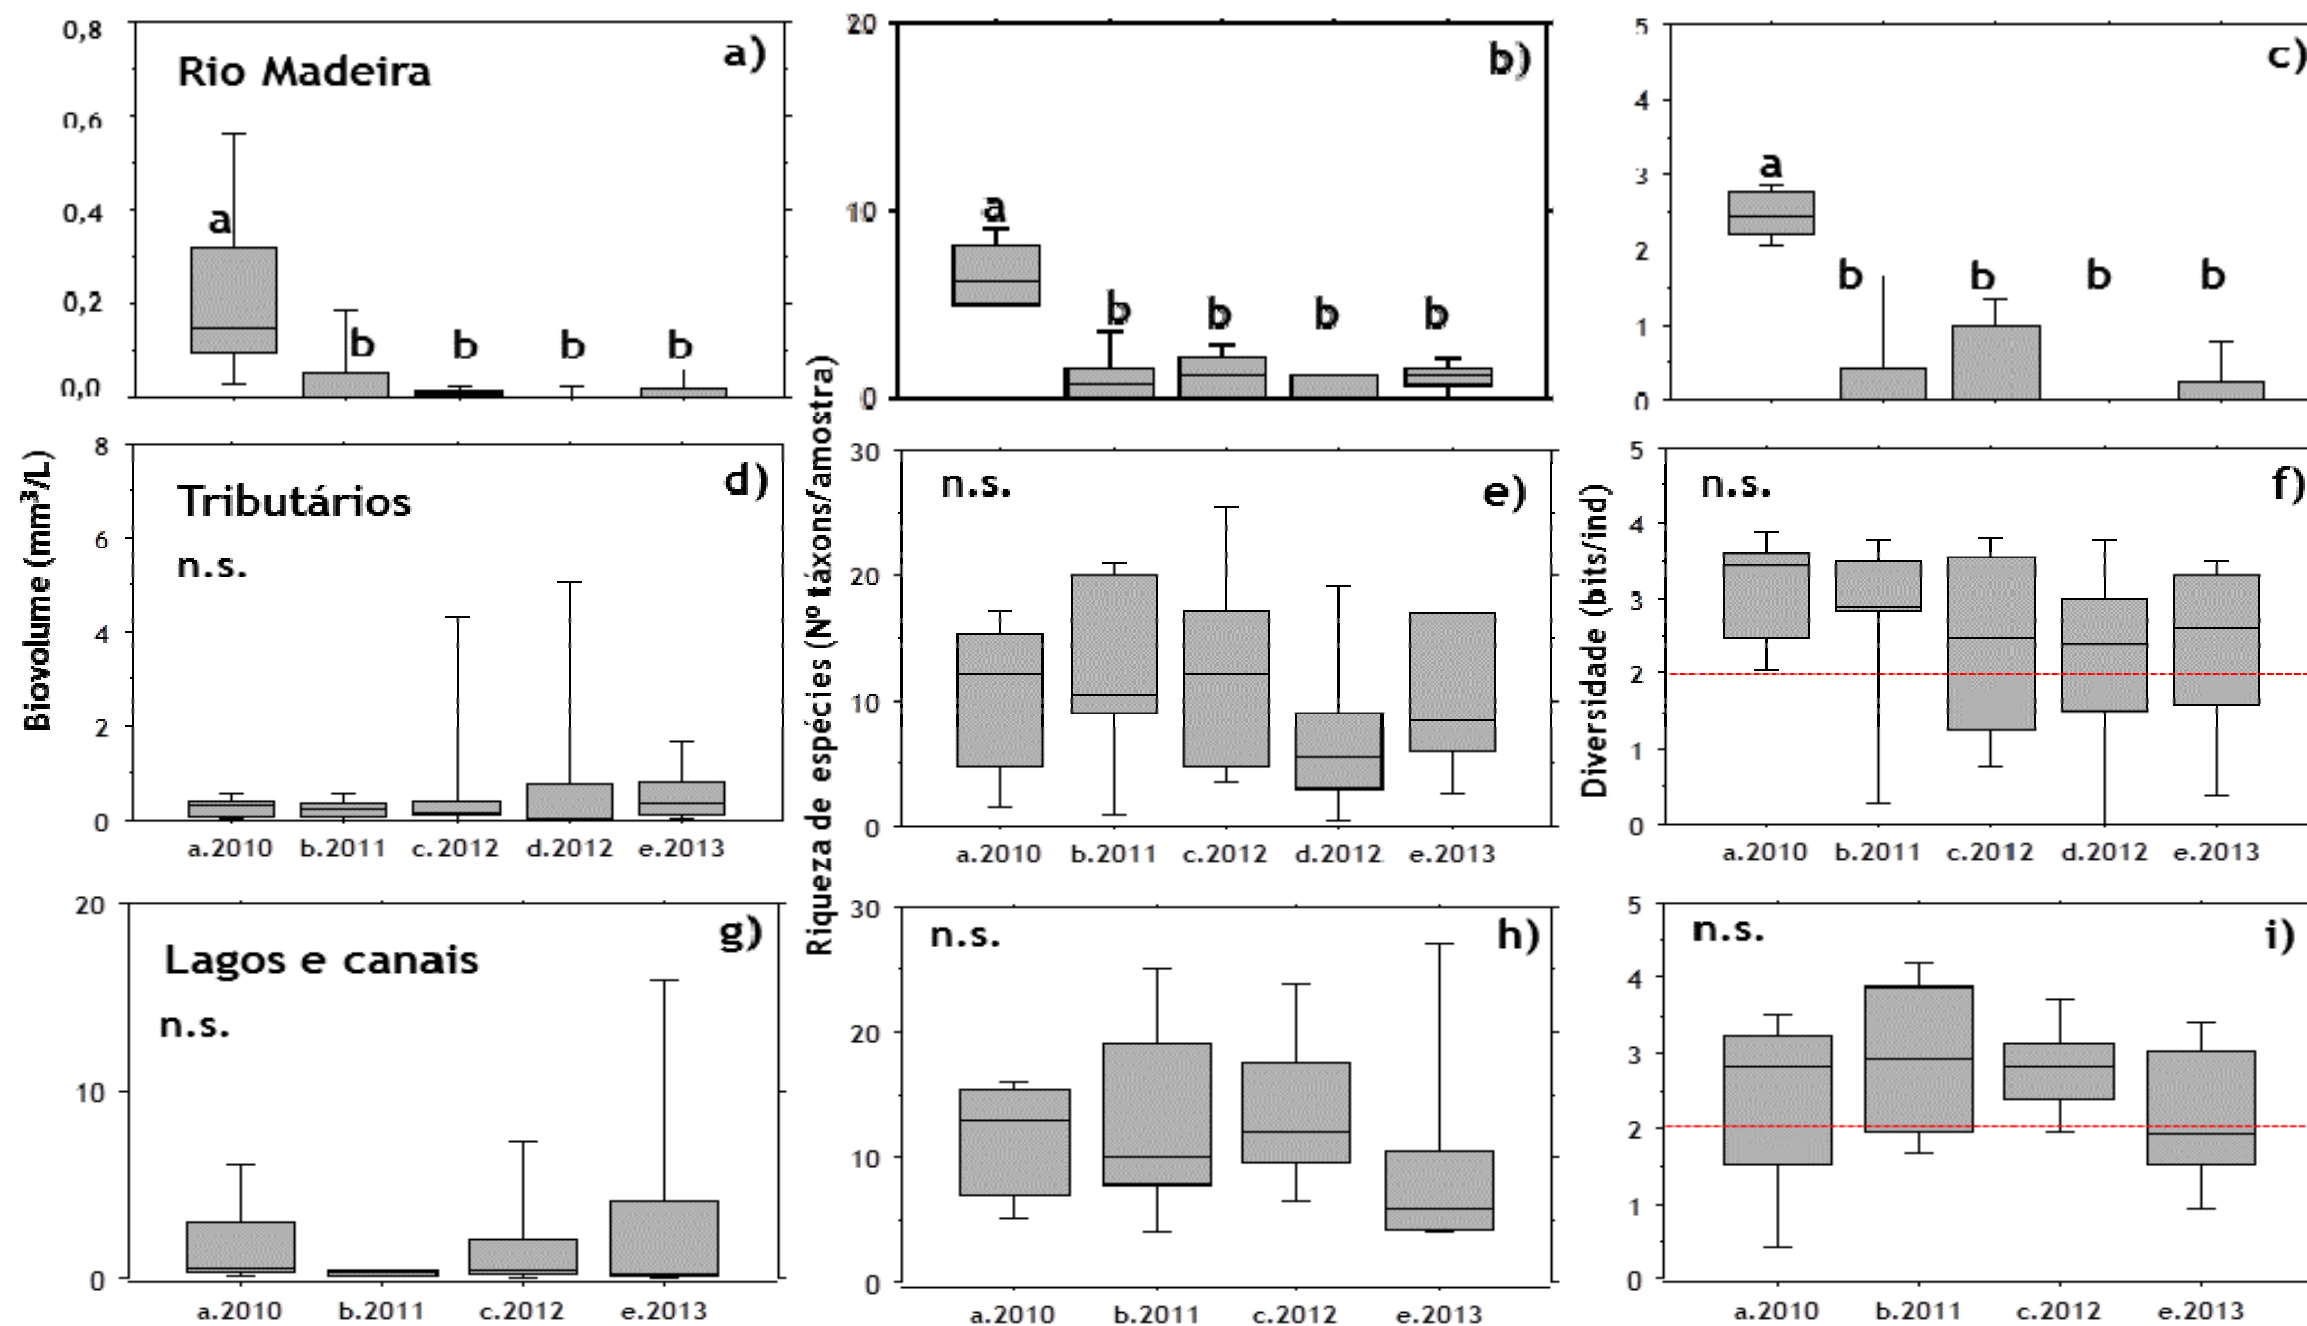 Biovolume (mm³/L)
Riqueza de espécies (Nº táxons/amostra)
Diversidade (bits/ind)
a)
Rio Madeira
0,8
0,6
0,4
0,2
0,0
a
b
b
b
b
b)
20
10
0
a
b
b
b
b
c)
5
4
3
2
1
0
a
b
b
b
b
d)
Tributários
n.s.
8
6
4
2
0
a.2010 b.2011 c.2012 d.2012 e.2013
e)
n.s.
30
20
10
0
a.2010 b.2011 c.2012 d.2012 e.2013
f)
n.s.
5
4
3
2
1
0
a.2010 b.2011 c.2012 d.2012 e.2013
g)
Lagos e canais
n.s.
20
10
0
a.2010 b.2011 c.2012 e.2013
h)
n.s.
30
20
10
0
a.2010 b.2011 c.2012 e.2013
i)
n.s.
5
4
3
2
1
0
a.2010 b.2011 c.2012 e.2013